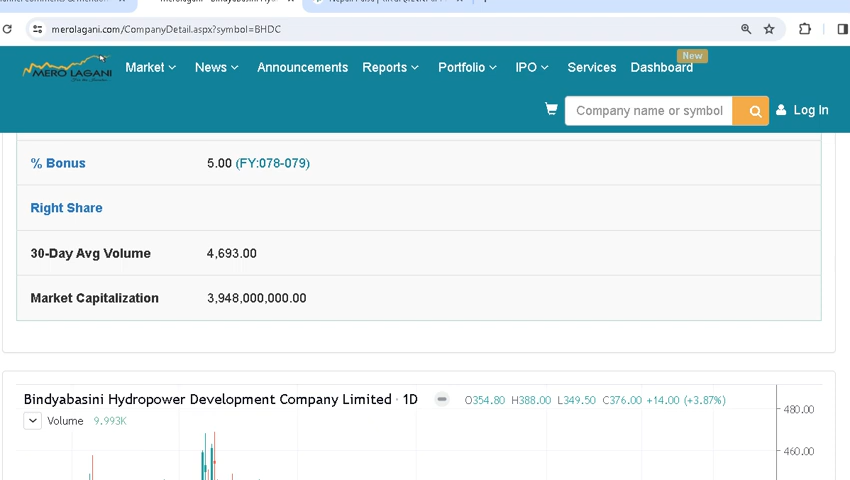 merolagani.com/CompanyDetail.aspx?symbol=BHDC
MERO LAGANI
Market News Announcements Reports Portfolio IPO Services Dashboard New
Company name or symbol Log In
% Bonus 5.00 (FY:078-079)
Right Share
30-Day Avg Volume 4,693.00
Market Capitalization 3,948,000,000.00
Bindyabasini Hydropower Development Company Limited · 1D O354.80 H388.00 L349.50 C376.00 +14.00 (+3.87%)
480.00
Volume 9.993K
460.00